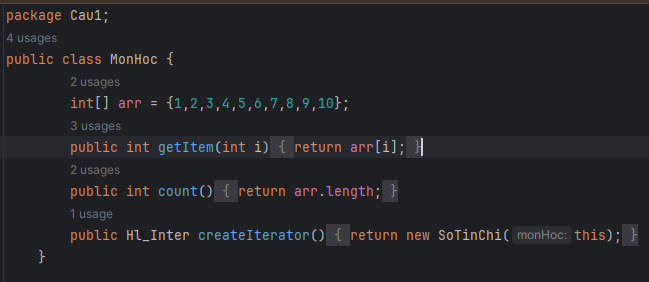 package Cau1;
4 usages
public class MonHoc {
2 usages
int[] arr = {1,2,3,4,5,6,7,8,9,10};
3 usages
public int getItem(int i) { return arr[i]; }
2 usages
public int count() { return arr.length; }
1 usage
public Hl_Inter createIterator() { return new SoTinChi( monHoc: this); }
}